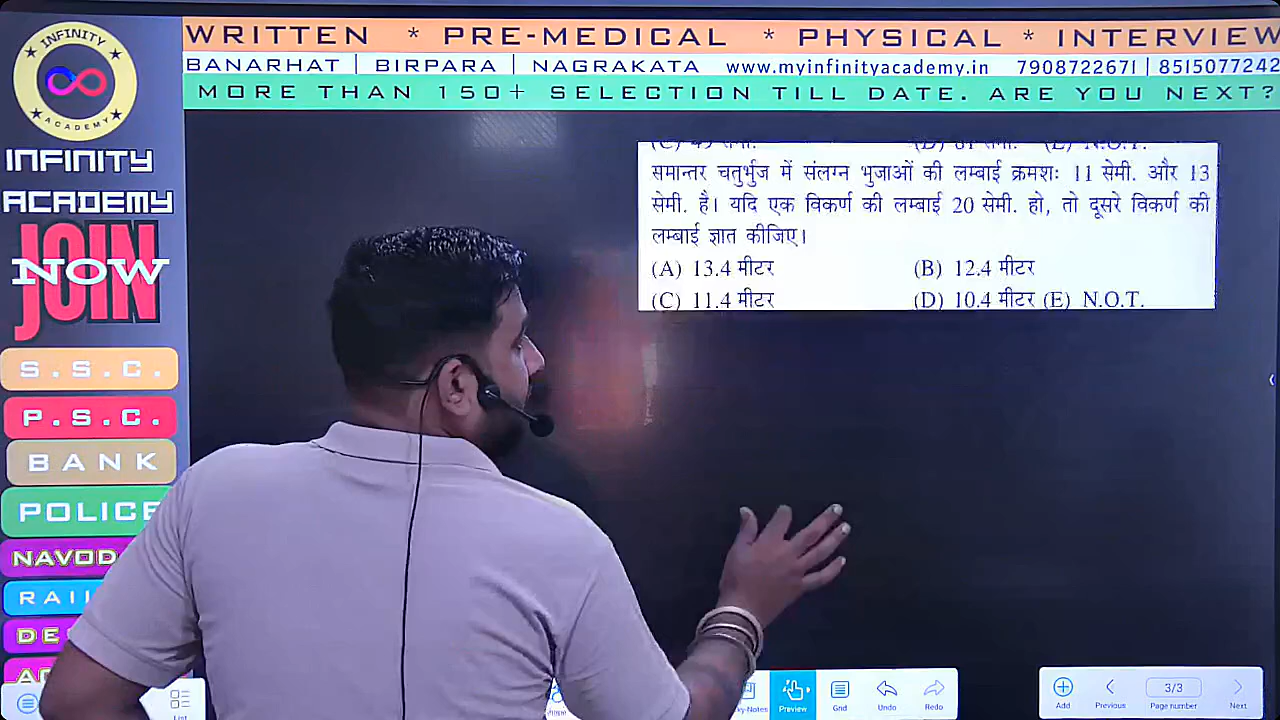 INFINITY
ACADEMY
INFINITY
ACADEMY
JOIN
NOW
S.S.C.
P.S.C.
BANK
POLICE
WRITTEN * PRE-MEDICAL * PHYSICAL * INTERVIEW
BANARHAT | BIRPARA | NAGRAKATA www.myinfinityacademy.in 7908722671 | 8515077242
MORE THAN 150+ SELECTION TILL DATE. ARE YOU NEXT?
समान्तर चतुर्भुज में संलग्न भुजाओं की लम्बाई क्रमशः 11 सेमी. और 13
सेमी. है। यदि एक विकर्ण की लम्बाई 20 सेमी. हो, तो दूसरे विकर्ण की
लम्बाई ज्ञात कीजिए।
(A) 13.4 मीटर (B) 12.4 मीटर
(C) 11.4 मीटर (D) 10.4 मीटर (E) N.O.T.
List
Preview
Grid
Undo
Redo
Add
Previous
3/3
Page number
Next